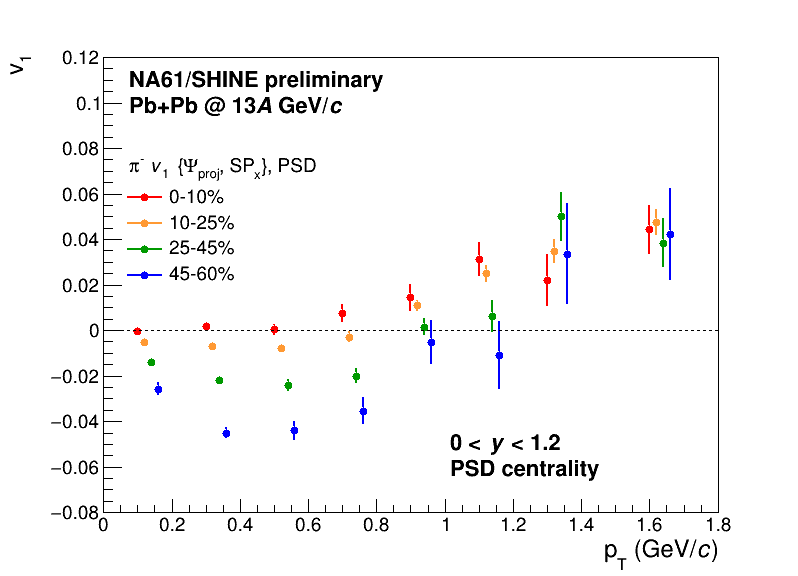 v1
0.12
0.1
0.08
0.06
0.04
0.02
0
−0.02
−0.04
−0.06
−0.08
NA61/SHINE preliminary
Pb+Pb @ 13A GeV/c
π- v1 {Ψproj, SPx}, PSD
0-10%
10-25%
25-45%
45-60%
0 < y < 1.2
PSD centrality
0 0.2 0.4 0.6 0.8 1 1.2 1.4 1.6 1.8
pT (GeV/c)